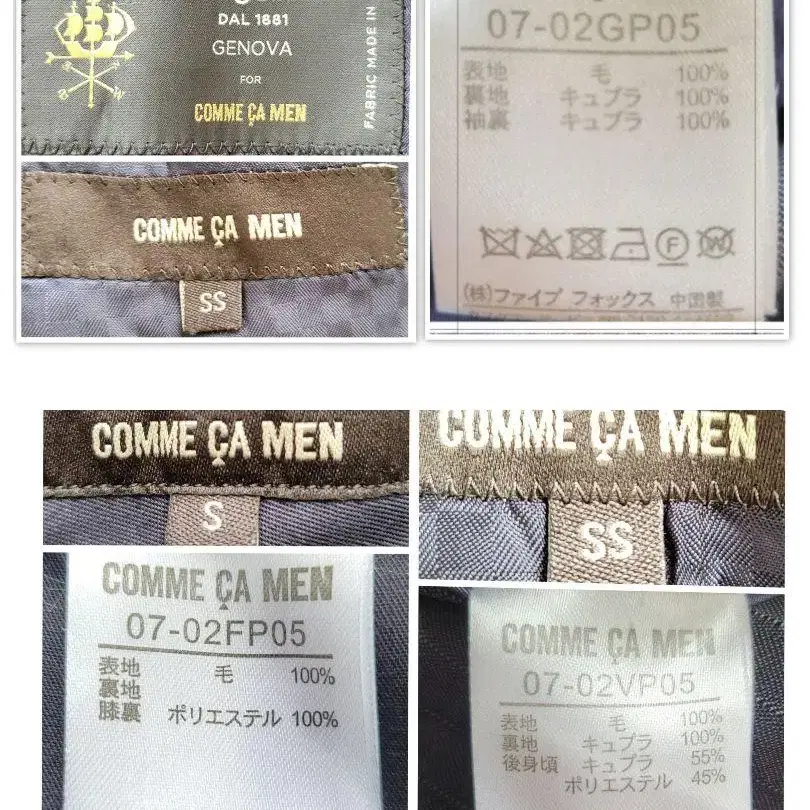 DAL 1881
GENOVA
FOR
COMME ÇA MEN
FABRIC MADE IN
COMME ÇA MEN
SS
07-02GP05
表地 毛 100%
裏地 キュプラ 100%
袖裏 キュプラ 100%
F
W
(株)ファイブ フォックス 中国製
COMME ÇA MEN
S
COMME ÇA MEN
07-02FP05
表地 毛 100%
裏地
膝裏 ポリエステル 100%
COMME ÇA MEN
SS
COMME ÇA MEN
07-02VP05
表地 毛 100%
裏地 キュプラ 100%
後身頃 キュプラ 55%
ポリエステル 45%